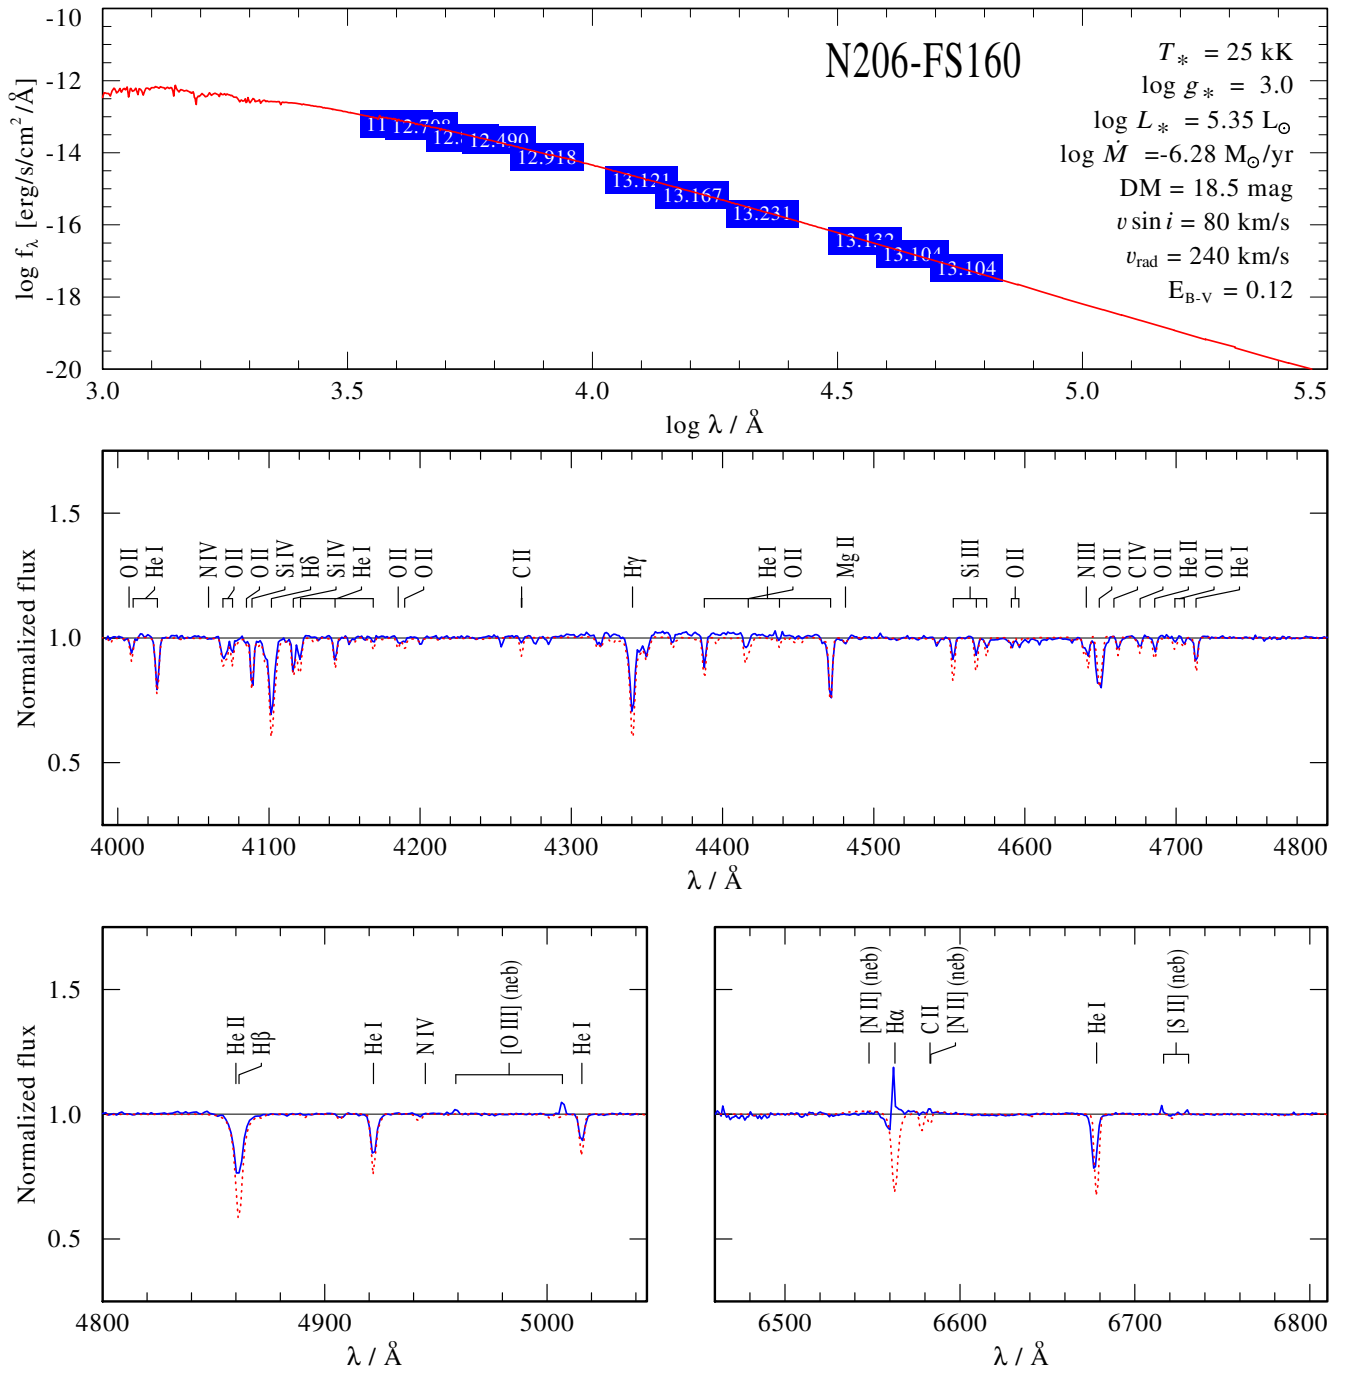 N206-FS160
T* = 25 kK
log g* = 3.0
log L* = 5.35 L⊙
log Ṁ =-6.28 M⊙/yr
DM = 18.5 mag
v sin i = 80 km/s
vrad = 240 km/s
EB-V = 0.12
log fλ [erg/s/cm2/Å]
-10
-12
-14
-16
-18
-20
12.490
12.918
13.121
13.167
13.231
13.132
13.104
13.104
3.0 3.5 4.0 4.5 5.0 5.5
log λ / Å
Normalized flux
1.5
1.0
0.5
O II He I N IV O II O II Si IV Hδ Si IV He I O II O II C II Hγ He I O II Mg II Si III O II N III O II C IV O II He II O II He I
4000 4100 4200 4300 4400 4500 4600 4700 4800
λ / Å
Normalized flux
1.5
1.0
0.5
He II Hβ He I N IV [O III] (neb) He I
4800 4900 5000
λ / Å
[N II] (neb) Hα C II [N II] (neb) He I [S II] (neb)
6500 6600 6700 6800
λ / Å